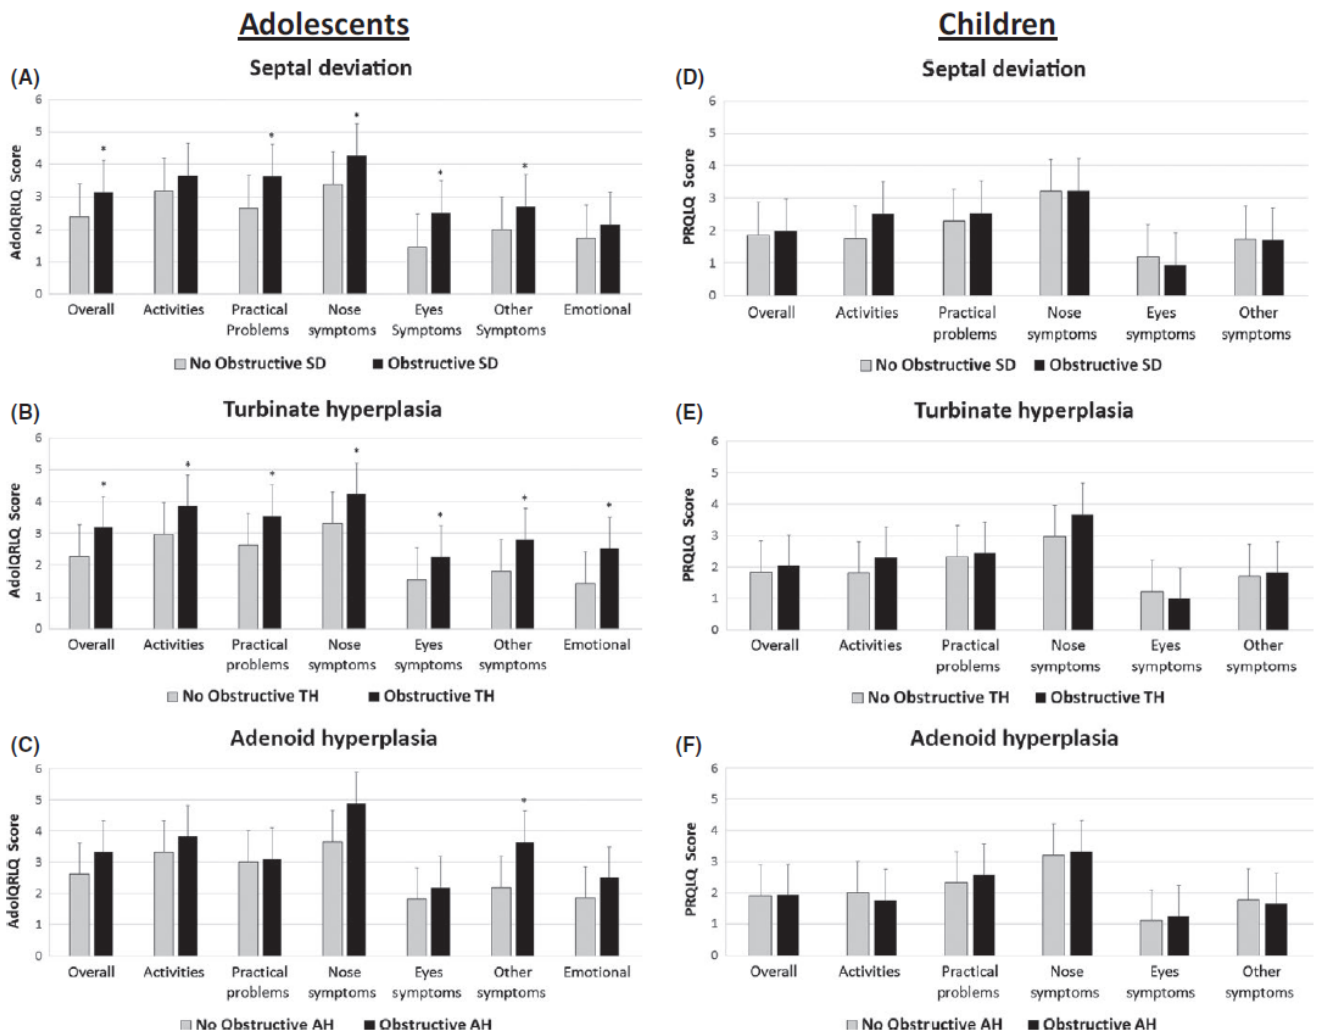 Adolescents
Septal deviation
(A)
6
5
4
3
2
1
0
AdolQRLQ Score
* * * * *
Overall Activities Practical Nose Eyes Other Emotional
Problems symptoms Symptoms Symptoms
No Obstructive SD Obstructive SD
Turbinate hyperplasia
(B)
6
5
4
3
2
1
0
AdolQRLQ Score
* * * * * * *
Overall Activities Practical Nose Eyes Other Emotional
problems symptoms symptoms symptoms
No Obstructive TH Obstructive TH
Adenoid hyperplasia
(C)
6
5
4
3
2
1
0
AdolQRLQ Score
*
Overall Activities Practical Nose Eyes Other Emotional
problems symptoms symptoms symptoms
No Obstructive AH Obstructive AH
Children
Septal deviation
(D)
6
5
4
3
2
1
0
PRQLQ Score
Overall Activities Practical Nose Eyes Other
problems symptoms Symptoms symptoms
No Obstructive SD Obstructive SD
Turbinate hyperplasia
(E)
6
5
4
3
2
1
0
PRQLQ Score
Overall Activities Practical Nose Eyes Other
problems symptoms symptoms symptoms
No Obstructive TH Obstructive TH
Adenoid hyperplasia
(F)
6
5
4
3
2
1
0
PRQLQ Score
Overall Activities Practical Nose Eyes Other
problems symptoms symptoms symptoms
No Obstructive AH Obstructive AH